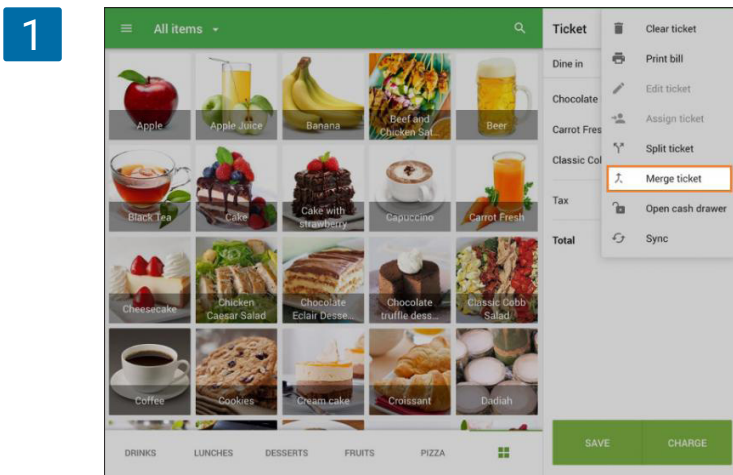 1
All items
Ticket
Clear ticket
Print bill
Edit ticket
Assign ticket
Split ticket
Merge ticket
Open cash drawer
Sync
Dine in
Chocolate
Carrot Fres
Classic Col
Tax
Total
Apple
Apple Juice
Banana
Beef and
Chicken Sat...
Beer
Black Tea
Cake
Cake with
strawberry
Capuccino
Carrot Fresh
Cheesecake
Chicken
Caesar Salad
Chocolate
Eclair Desse...
Chocolate
truffle dess...
Classic Cobb
Salad
Coffee
Cookies
Cream cake
Croissant
Dadiah
DRINKS
LUNCHES
DESSERTS
FRUITS
PIZZA
SAVE
CHARGE